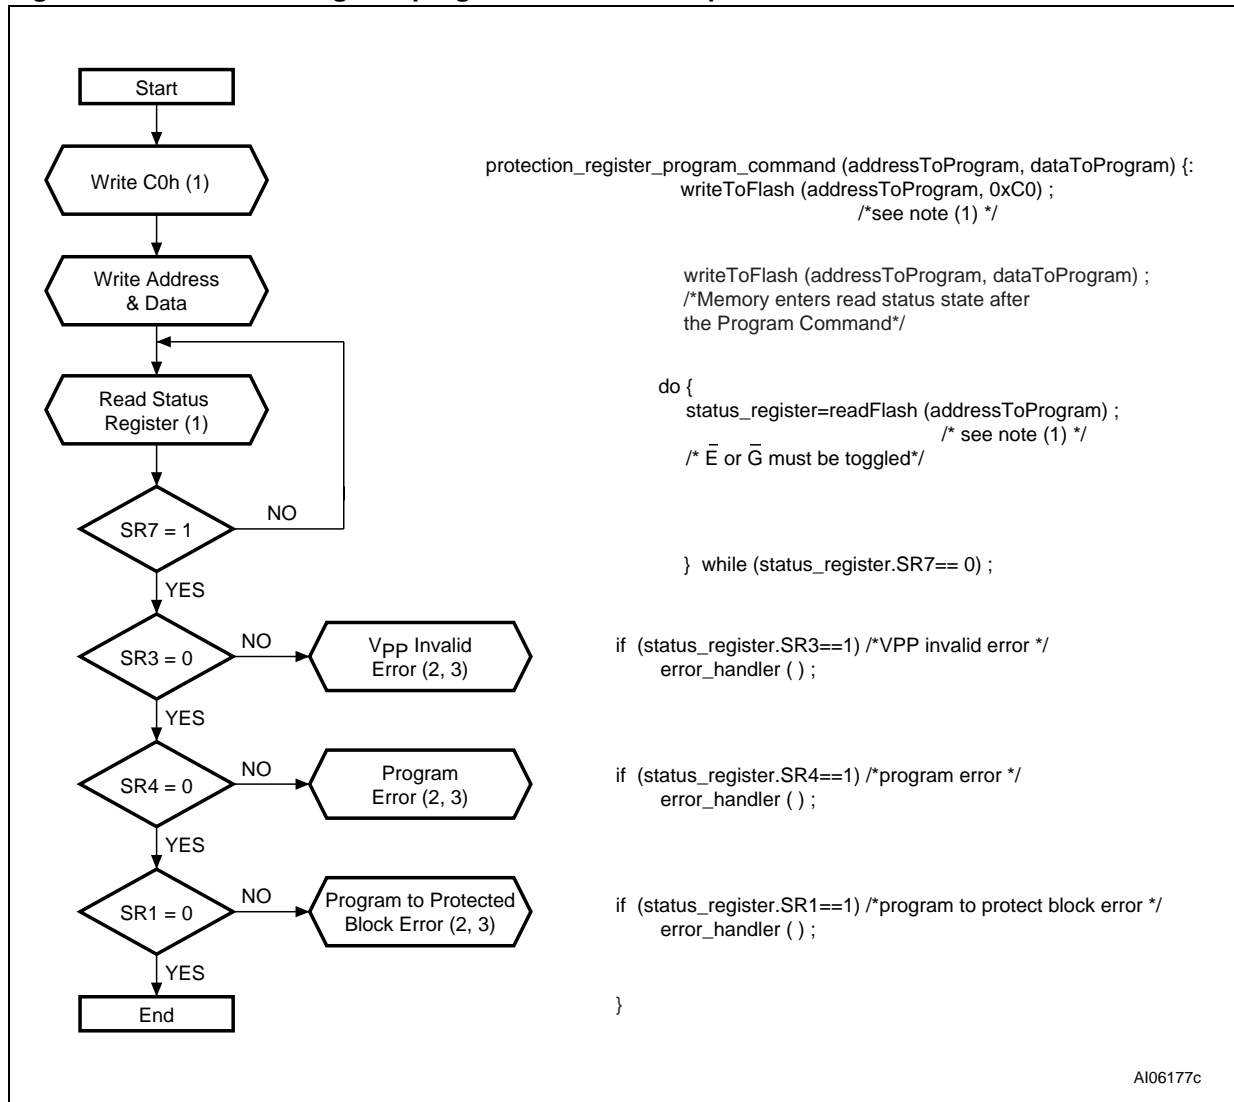 Start
Write C0h (1)
Write Address
& Data
Read Status
Register (1)
SR7 = 1
NO
YES
SR3 = 0
NO
VPP Invalid
Error (2, 3)
YES
SR4 = 0
NO
Program
Error (2, 3)
YES
SR1 = 0
NO
Program to Protected
Block Error (2, 3)
YES
End
protection_register_program_command (addressToProgram, dataToProgram) {:
writeToFlash (addressToProgram, 0xC0) ;
/*see note (1) */
writeToFlash (addressToProgram, dataToProgram) ;
/*Memory enters read status state after
the Program Command*/
do {
status_register=readFlash (addressToProgram) ;
/* see note (1) */
/* E̅ or G̅ must be toggled*/
} while (status_register.SR7== 0) ;
if (status_register.SR3==1) /*VPP invalid error */
error_handler ( ) ;
if (status_register.SR4==1) /*program error */
error_handler ( ) ;
if (status_register.SR1==1) /*program to protect block error */
error_handler ( ) ;
}
AI06177c